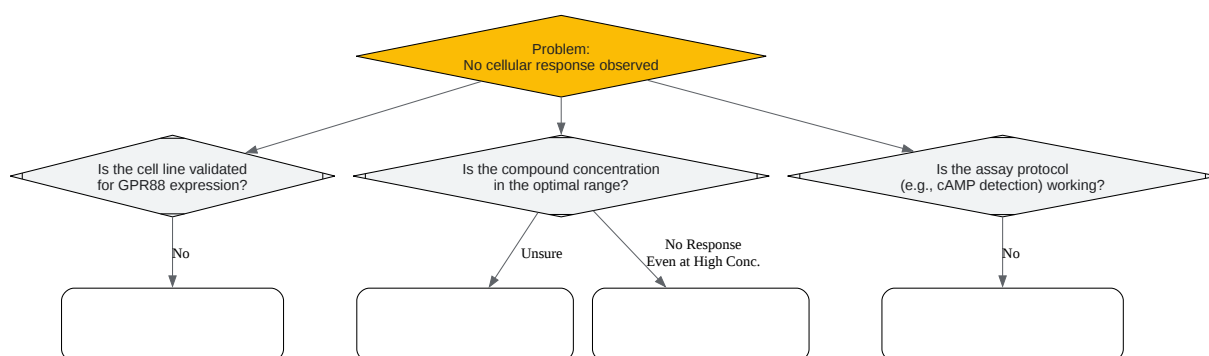 Problem:
No cellular response observed
Is the cell line validated
for GPR88 expression?
Is the compound concentration
in the optimal range?
Is the assay protocol
(e.g., cAMP detection) working?
No
Unsure
No Response
Even at High Conc.
No